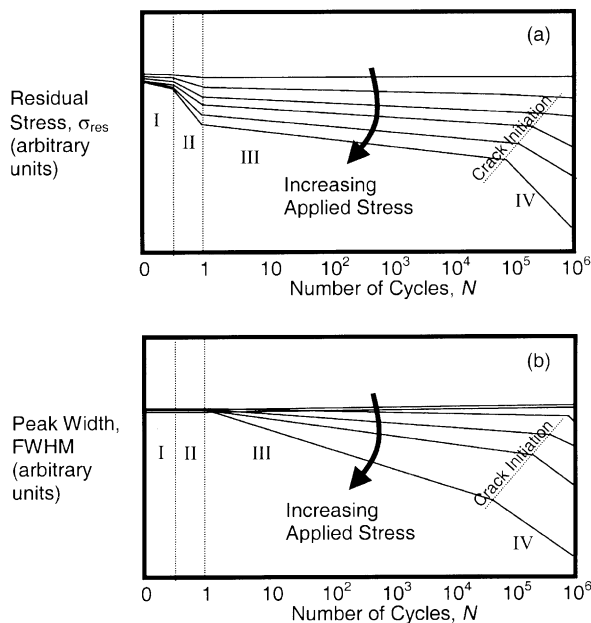 (a)
Residual
Stress, σres
(arbitrary
units)
I
II
III
IV
Increasing
Applied Stress
Crack Initiation
0 1 10 10² 10³ 10⁴ 10⁵ 10⁶
Number of Cycles, N
(b)
Peak Width,
FWHM
(arbitrary
units)
I
II
III
IV
Increasing
Applied Stress
Crack Initiation
0 1 10 10² 10³ 10⁴ 10⁵ 10⁶
Number of Cycles, N